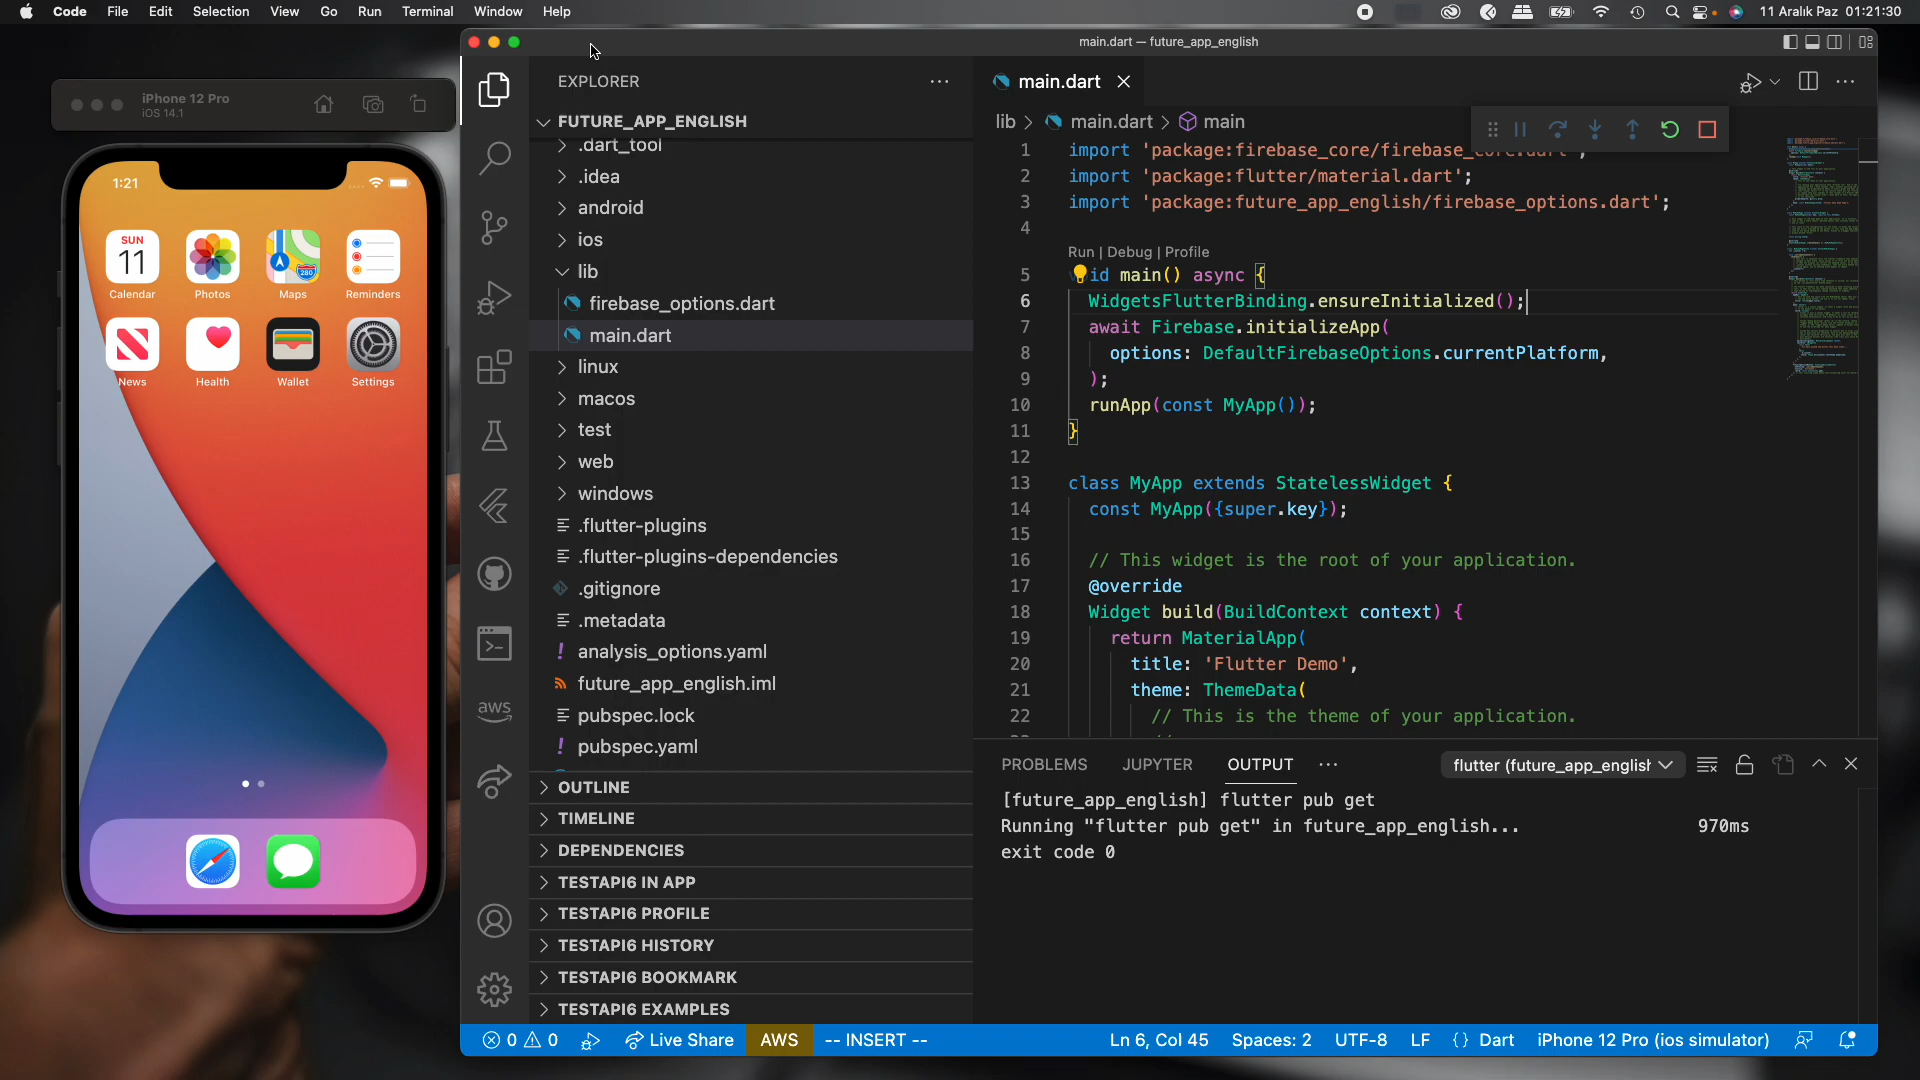 Code File Edit Selection View Go Run Terminal Window Help 11 Aralık Paz 01:21:30
main.dart — future_app_english
iPhone 12 Pro
iOS 14.1
1:21
SUN
11
280
Calendar Photos Maps Reminders
News Health Wallet Settings
EXPLORER
FUTURE_APP_ENGLISH
.dart_tool
.idea
android
ios
lib
firebase_options.dart
main.dart
linux
macos
test
web
windows
.flutter-plugins
.flutter-plugins-dependencies
.gitignore
.metadata
analysis_options.yaml
future_app_english.iml
pubspec.lock
pubspec.yaml
OUTLINE
TIMELINE
DEPENDENCIES
TESTAPI6 IN APP
TESTAPI6 PROFILE
TESTAPI6 HISTORY
TESTAPI6 BOOKMARK
TESTAPI6 EXAMPLES
aws
main.dart
lib > main.dart > main
1 import 'package:firebase_core/firebase_core.dart';
2 import 'package:flutter/material.dart';
3 import 'package:future_app_english/firebase_options.dart';
4
Run | Debug | Profile
5 id main() async {
6 WidgetsFlutterBinding.ensureInitialized();
7 await Firebase.initializeApp(
8 options: DefaultFirebaseOptions.currentPlatform,
9 );
10 runApp(const MyApp());
11 }
12
13 class MyApp extends StatelessWidget {
14 const MyApp({super.key});
15
16 // This widget is the root of your application.
17 @override
18 Widget build(BuildContext context) {
19 return MaterialApp(
20 title: 'Flutter Demo',
21 theme: ThemeData(
22 // This is the theme of your application.
PROBLEMS JUPYTER OUTPUT flutter (future_app_englisl
[future_app_english] flutter pub get
Running "flutter pub get" in future_app_english... 970ms
exit code 0
0 0 Live Share AWS -- INSERT -- Ln 6, Col 45 Spaces: 2 UTF-8 LF {} Dart iPhone 12 Pro (ios simulator)